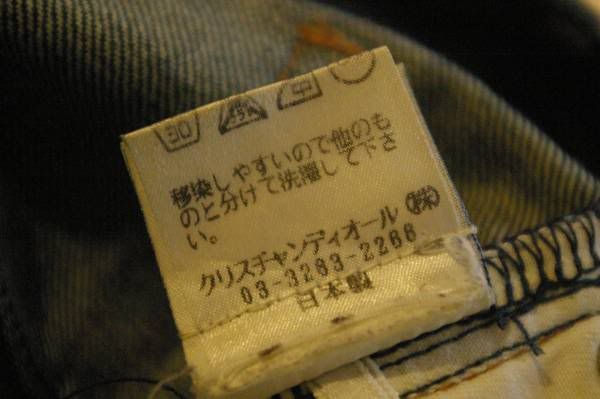 30
移染しやすいので他のも
のと分けて洗濯して下さ
い。
クリスチャンディオール㈱
03-3263-2266
日本製